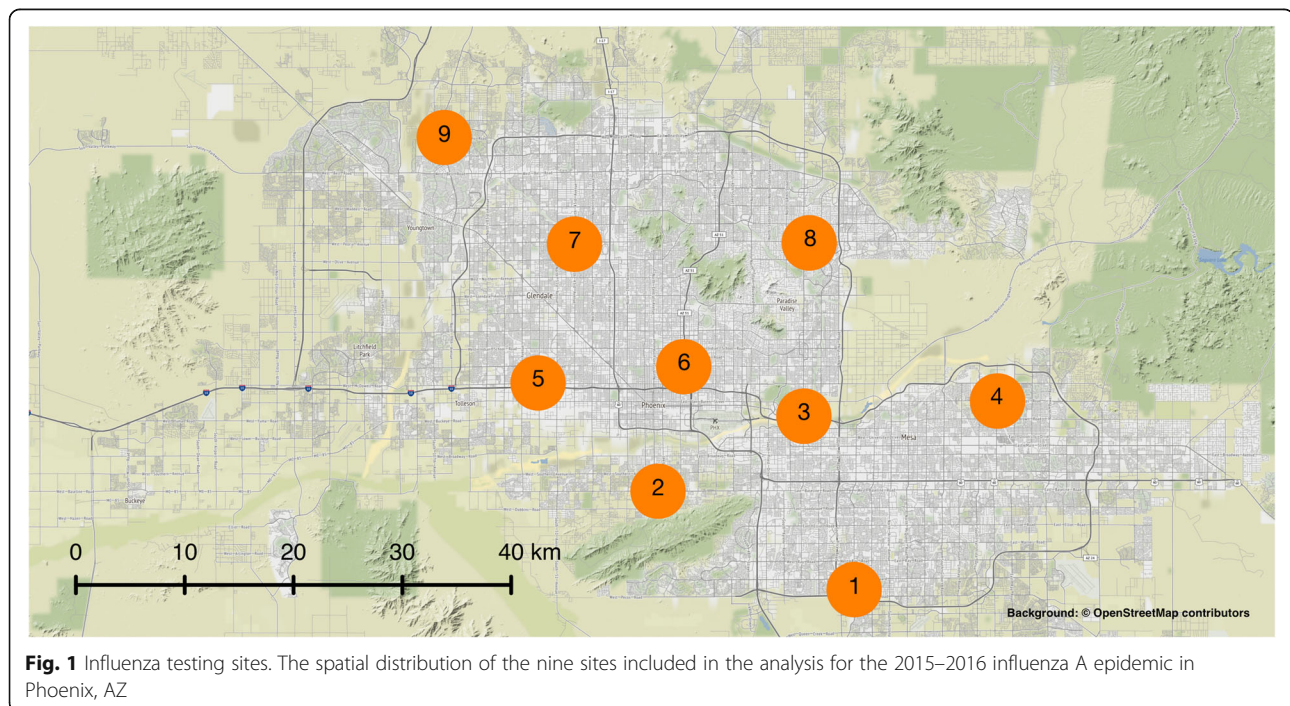 9
7
8
Youngtown
Glendale
Paradise
Valley
Litchfield
Park
6
5
4
Tolleson
Phoenix
3
Mesa
2
Buckeye
0 10 20 30 40 km
1
Background: © OpenStreetMap contributors
Fig. 1 Influenza testing sites. The spatial distribution of the nine sites included in the analysis for the 2015–2016 influenza A epidemic in
Phoenix, AZ